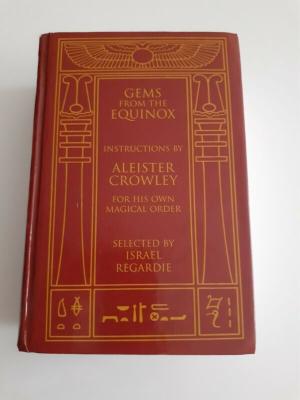 GEMS
FROM THE
EQUINOX
INSTRUCTIONS BY
ALEISTER
CROWLEY
FOR HIS OWN
MAGICAL ORDER
SELECTED BY
ISRAEL
REGARDIE